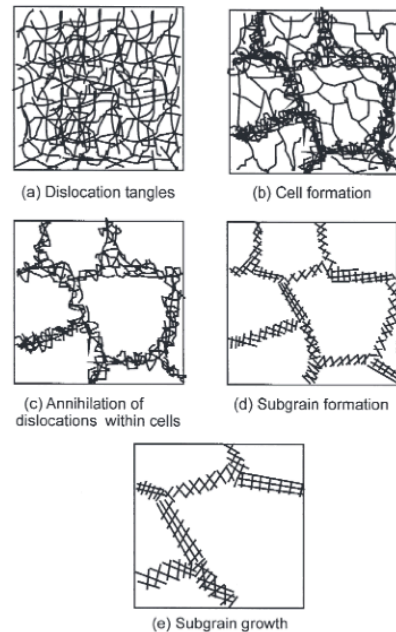 (a) Dislocation tangles
(b) Cell formation
(c) Annihilation of
dislocations within cells
(d) Subgrain formation
(e) Subgrain growth